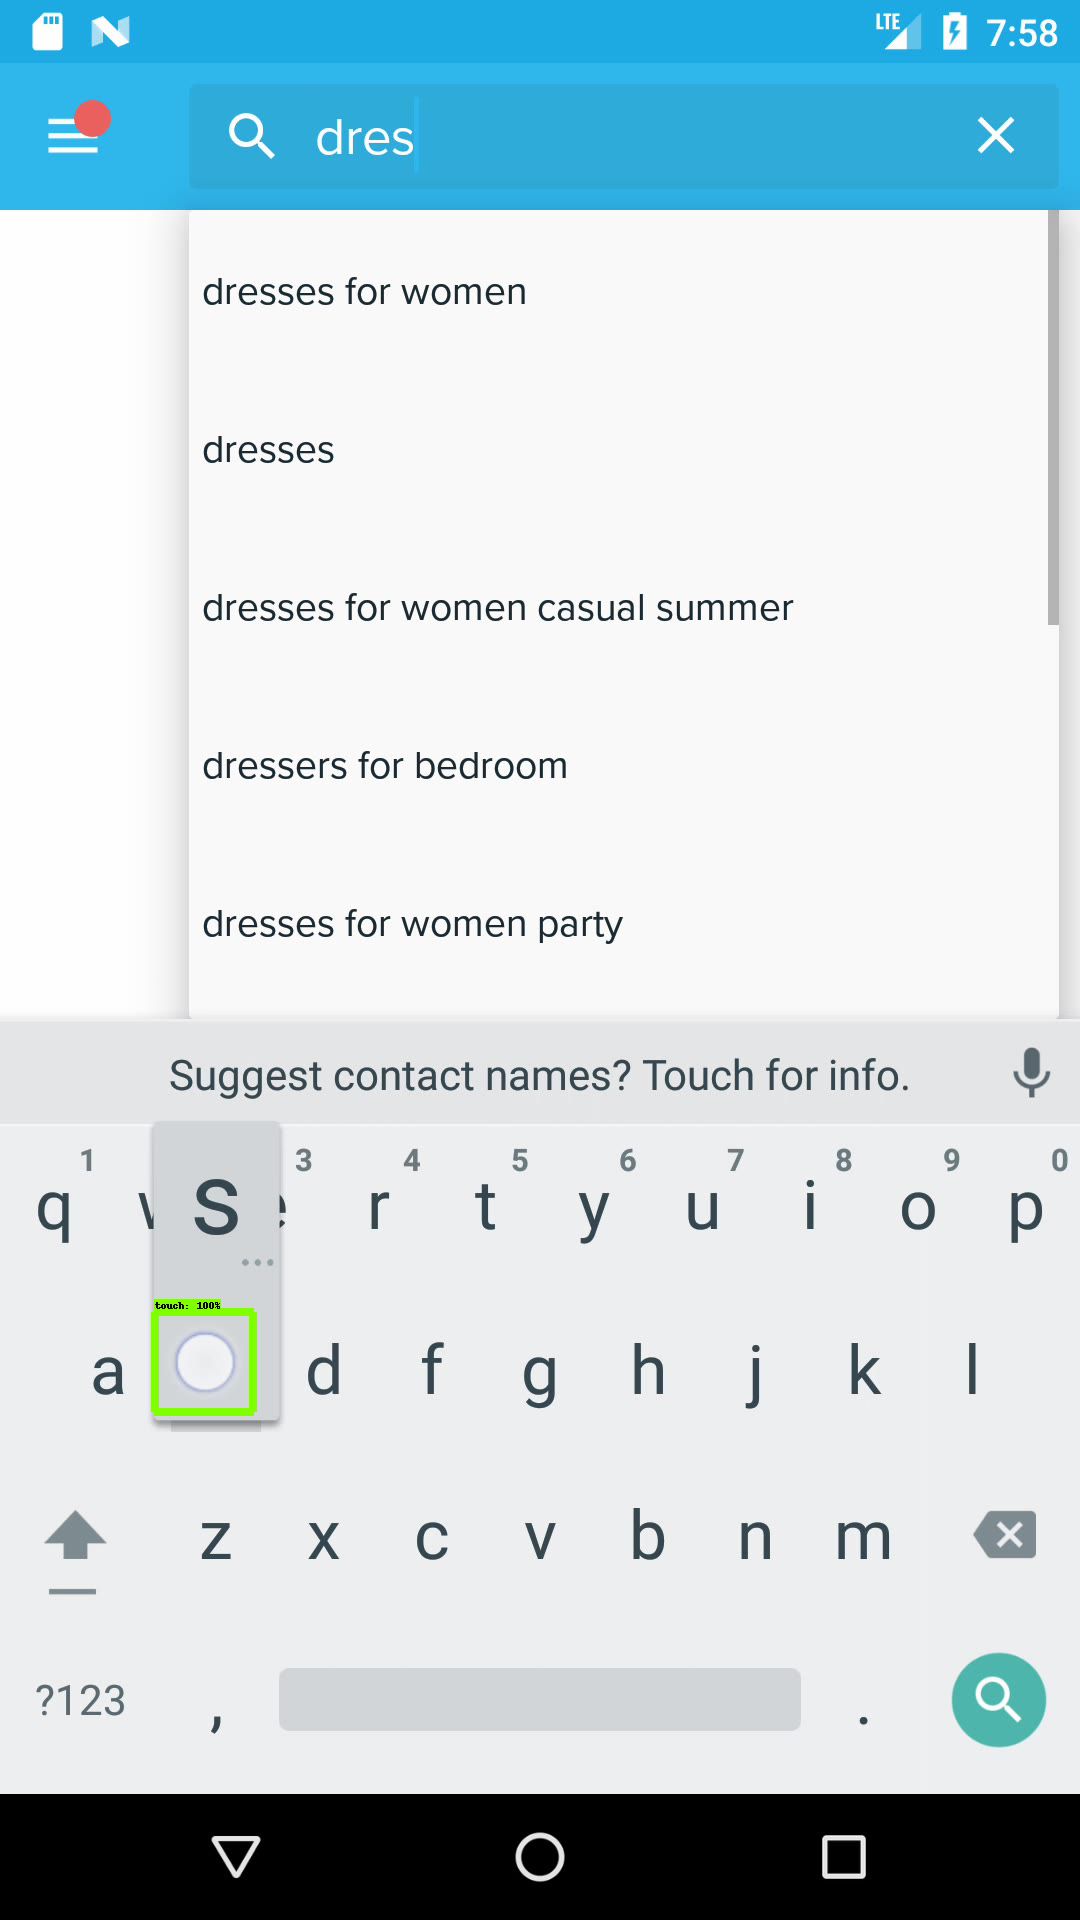 LTE 7:58
dres
dresses for women
dresses
dresses for women casual summer
dressers for bedroom
dresses for women party
Suggest contact names? Touch for info.
1 3 4 5 6 7 8 9 0
q w s e r t y u i o p
touch: 100%
a d f g h j k l
z x c v b n m
?123 , .